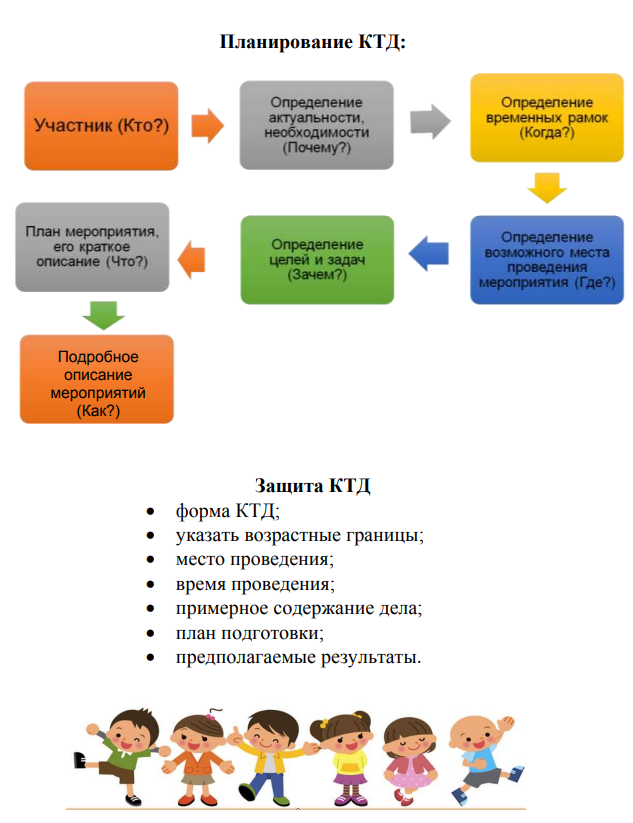 Планирование КТД:
Участник (Кто?)
Определение
актуальности,
необходимости
(Почему?)
Определение
временных рамок
(Когда?)
Определение
возможного места
проведения
мероприятия (Где?)
Определение
целей и задач
(Зачем?)
План мероприятия,
его краткое
описание (Что?)
Подробное
описание
мероприятий
(Как?)
Защита КТД
• форма КТД;
• указать возрастные границы;
• место проведения;
• время проведения;
• примерное содержание дела;
• план подготовки;
• предполагаемые результаты.